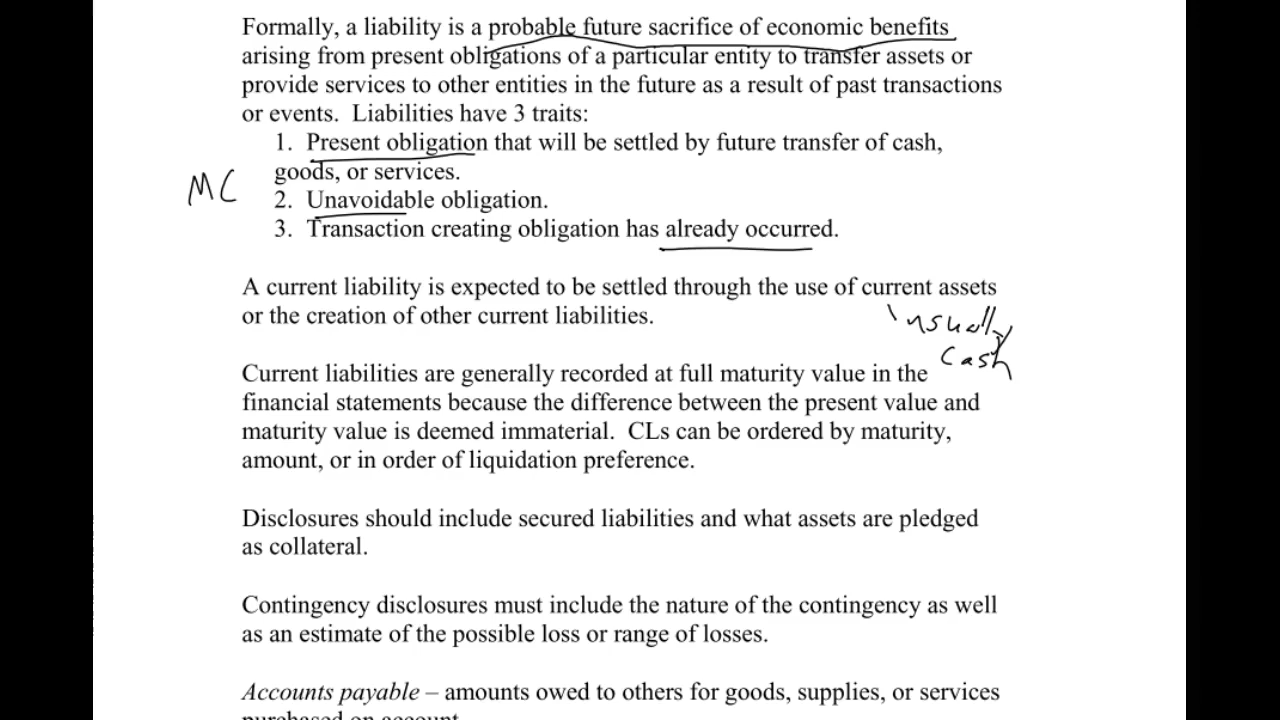 Formally, a liability is a probable future sacrifice of economic benefits
arising from present obligations of a particular entity to transfer assets or
provide services to other entities in the future as a result of past transactions
or events.  Liabilities have 3 traits:
1.  Present obligation that will be settled by future transfer of cash,
goods, or services.
MC
2.  Unavoidable obligation.
3.  Transaction creating obligation has already occurred.
A current liability is expected to be settled through the use of current assets
or the creation of other current liabilities.
usually
cash
Current liabilities are generally recorded at full maturity value in the
financial statements because the difference between the present value and
maturity value is deemed immaterial.  CLs can be ordered by maturity,
amount, or in order of liquidation preference.
Disclosures should include secured liabilities and what assets are pledged
as collateral.
Contingency disclosures must include the nature of the contingency as well
as an estimate of the possible loss or range of losses.
Accounts payable – amounts owed to others for goods, supplies, or services
purchased on account